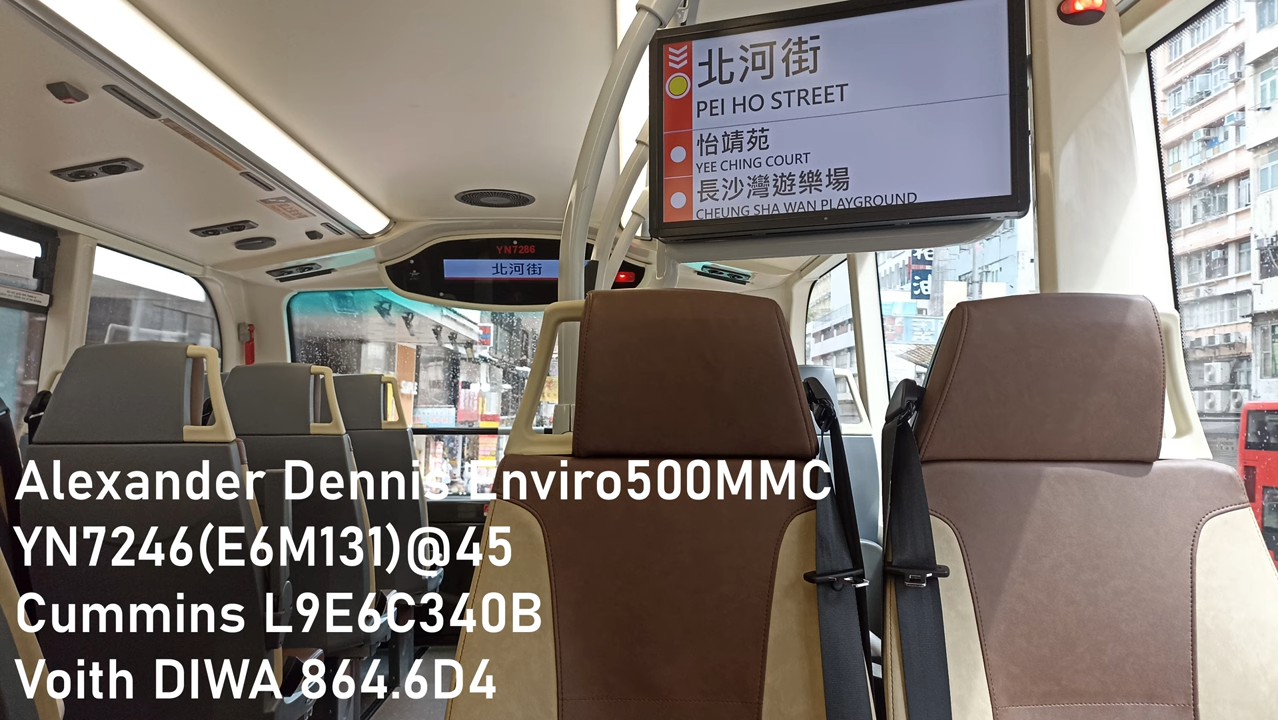 北河街
PEI HO STREET
怡靖苑
YEE CHING COURT
長沙灣遊樂場
CHEUNG SHA WAN PLAYGROUND
YN7286
北河街
Alexander Dennis Enviro500MMC
YN7246(E6M131)@45
Cummins L9E6C340B
Voith DIWA 864.6D4